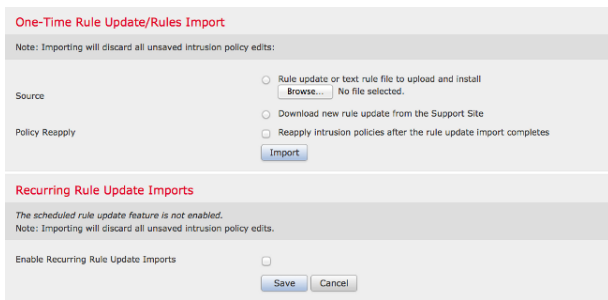 One-Time Rule Update/Rules Import
Note: Importing will discard all unsaved intrusion policy edits:
Source
Rule update or text rule file to upload and install
Browse... No file selected.
Download new rule update from the Support Site
Policy Reapply
Reapply intrusion policies after the rule update import completes
Import
Recurring Rule Update Imports
The scheduled rule update feature is not enabled.
Note: Importing will discard all unsaved intrusion policy edits.
Enable Recurring Rule Update Imports
Save Cancel